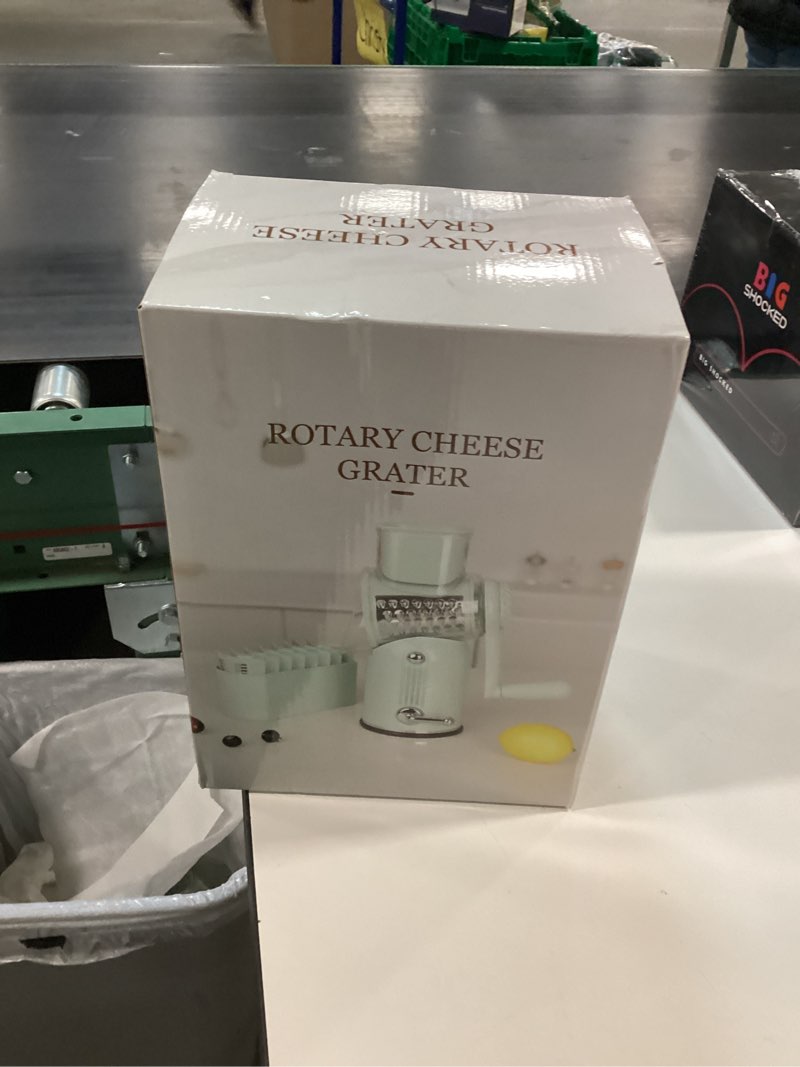 ROTARY CHEESE
GRATER
ROTARY CHEESE
GRATER
BIG
SHOCKED
BIG SHOCKED